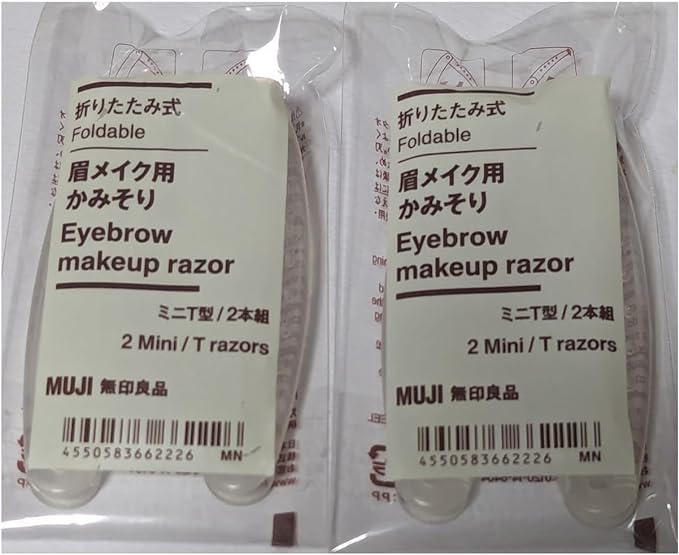 折りたたみ式
Foldable
眉メイク用
かみそり
Eyebrow
makeup razor
ミニT型/2本組
2 Mini/T razors
MUJI 無印良品
4550583662226 MN
折りたたみ式
Foldable
眉メイク用
かみそり
Eyebrow
makeup razor
ミニT型/2本組
2 Mini/T razors
MUJI 無印良品
4550583662226 MN